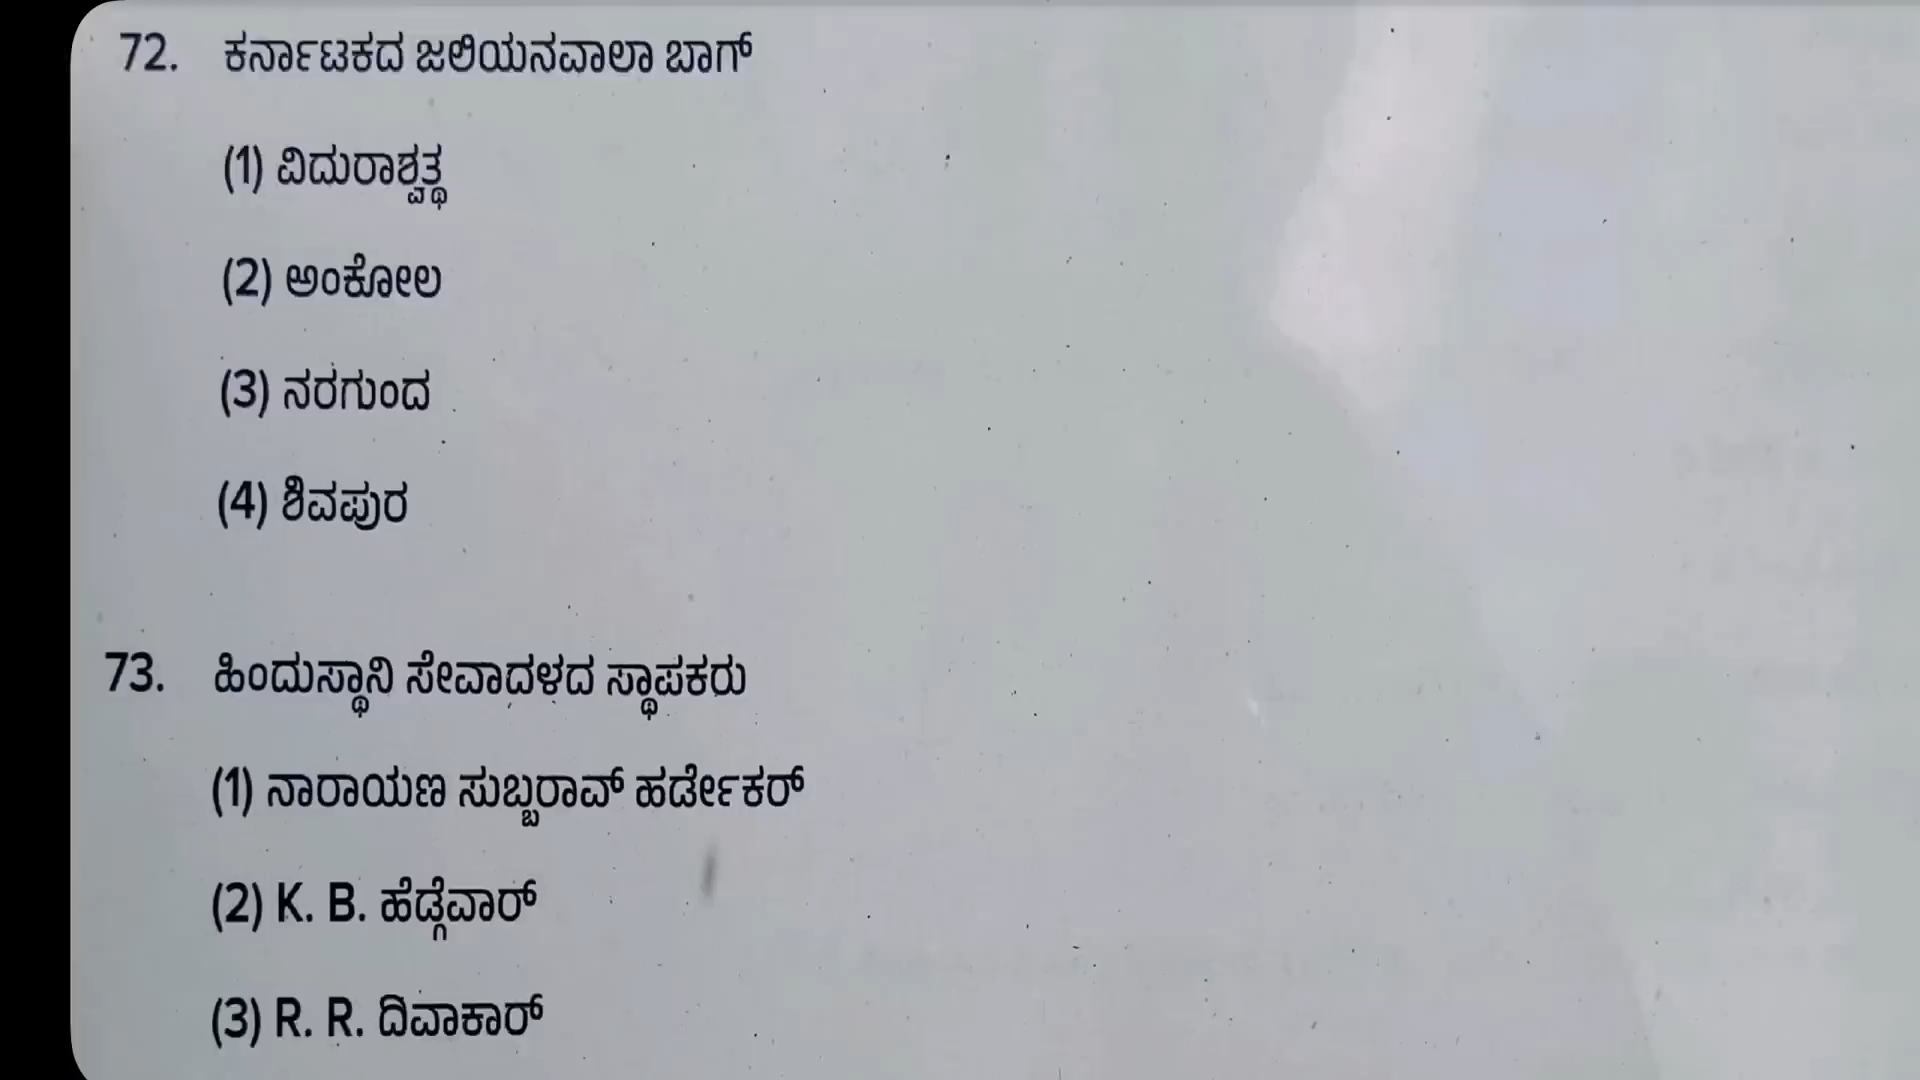 72. ಕರ್ನಾಟಕದ ಜಲಿಯನವಾಲಾ ಬಾಗ್
(1) ವಿದುರಾಶ್ವತ್ಥ
(2) ಅಂಕೋಲ
(3) ನರಗುಂದ
(4) ಶಿವಪುರ
73. ಹಿಂದುಸ್ಥಾನಿ ಸೇವಾದಳದ ಸ್ಥಾಪಕರು
(1) ನಾರಾಯಣ ಸುಬ್ಬರಾವ್ ಹರ್ಡೇಕರ್
(2) K. B. ಹೆಡ್ಗೆವಾರ್
(3) R. R. ದಿವಾಕಾರ್